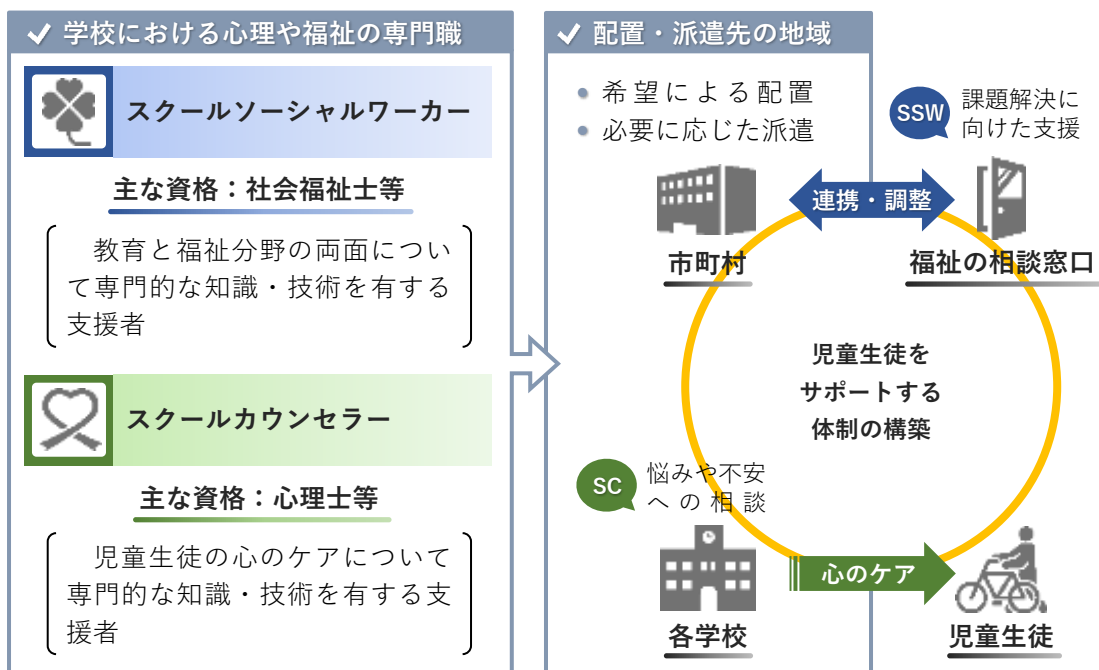 ✓ 学校における心理や福祉の専門職
スクールソーシャルワーカー
主な資格：社会福祉士等
教育と福祉分野の両面につい
て専門的な知識・技術を有する
支援者
スクールカウンセラー
主な資格：心理士等
児童生徒の心のケアについて
専門的な知識・技術を有する支
援者
✓ 配置・派遣先の地域
• 希望による配置
• 必要に応じた派遣
SSW
課題解決に
向けた支援
連携・調整
市町村
福祉の相談窓口
児童生徒を
サポートする
体制の構築
SC
悩みや不安
への相談
心のケア
各学校
児童生徒